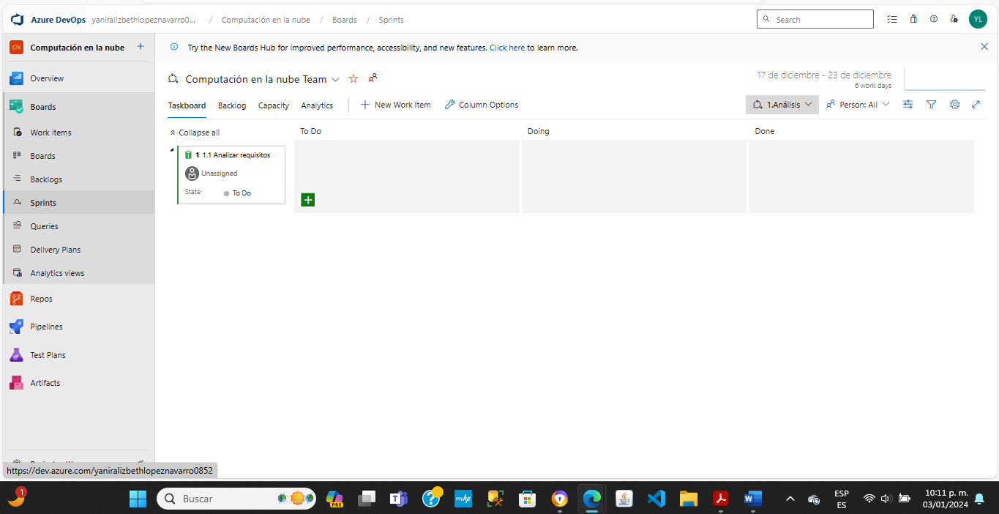 Azure DevOps yaniralizbethlopeznavarro0... / Computación en la nube / Boards / Sprints
Search
YL
CN Computación en la nube +
Try the New Boards Hub for improved performance, accessibility, and new features. Click here to learn more.
Overview
Boards
Work items
Boards
Backlogs
Sprints
Queries
Delivery Plans
Analytics views
Repos
Pipelines
Test Plans
Artifacts
https://dev.azure.com/yaniralizbethlopeznavarro0852
Computación en la nube Team
17 de diciembre - 23 de diciembre
6 work days
Taskboard Backlog Capacity Analytics New Work Item Column Options
1.Análisis Person: All
Collapse all To Do Doing Done
1 1.1 Analizar requisitos
Unassigned
State To Do
1
Buscar
PRE
myhp
ESP
ES
10:11 p. m.
03/01/2024